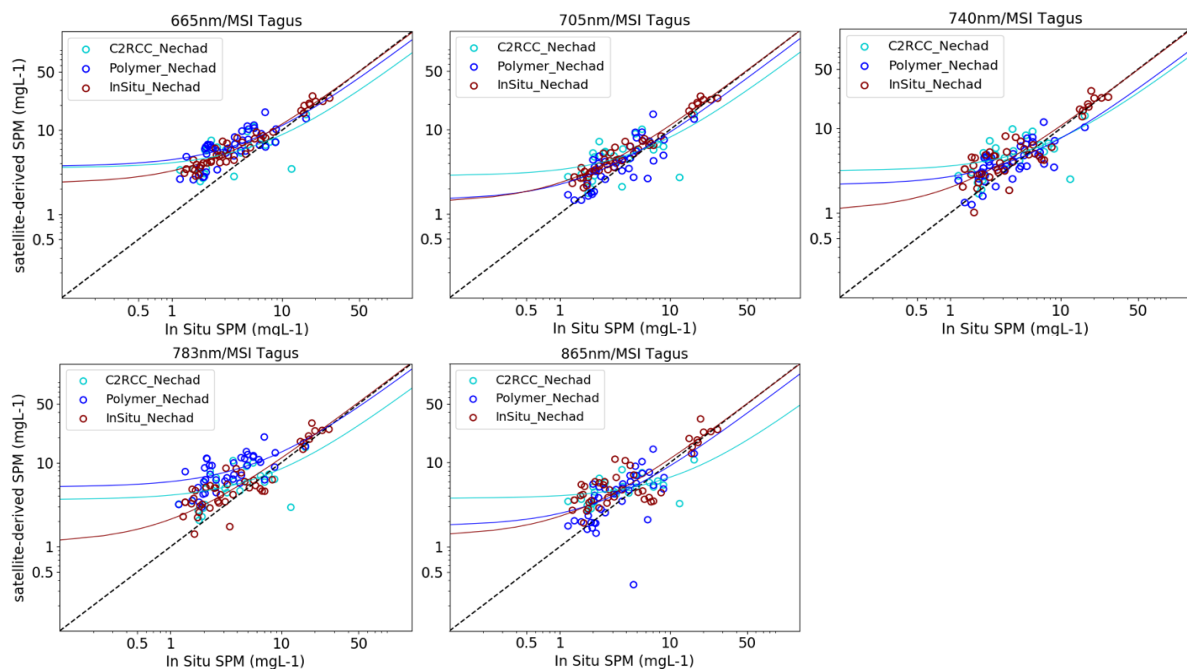 665nm/MSI Tagus
C2RCC_Nechad
Polymer_Nechad
InSitu_Nechad
50
10
5
1
0.5
satellite-derived SPM (mgL-1)
0.5 1 5 10 50
In Situ SPM (mgL-1)
705nm/MSI Tagus
C2RCC_Nechad
Polymer_Nechad
InSitu_Nechad
50
10
5
1
0.5
0.5 1 5 10 50
In Situ SPM (mgL-1)
740nm/MSI Tagus
C2RCC_Nechad
Polymer_Nechad
InSitu_Nechad
50
10
5
1
0.5
0.5 1 5 10 50
In Situ SPM (mgL-1)
783nm/MSI Tagus
C2RCC_Nechad
Polymer_Nechad
InSitu_Nechad
50
10
5
1
0.5
satellite-derived SPM (mgL-1)
0.5 1 5 10 50
In Situ SPM (mgL-1)
865nm/MSI Tagus
C2RCC_Nechad
Polymer_Nechad
InSitu_Nechad
50
10
5
1
0.5
0.5 1 5 10 50
In Situ SPM (mgL-1)